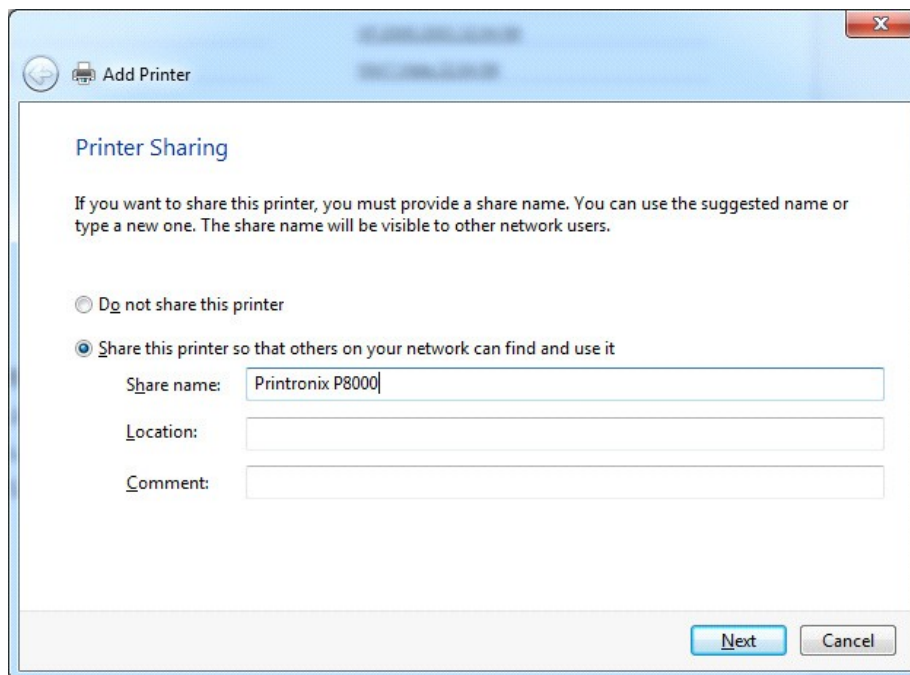 Add Printer
Printer Sharing
If you want to share this printer, you must provide a share name. You can use the suggested name or
type a new one. The share name will be visible to other network users.
Do not share this printer
Share this printer so that others on your network can find and use it
Share name: Printronix P8000
Location:
Comment:
Next Cancel